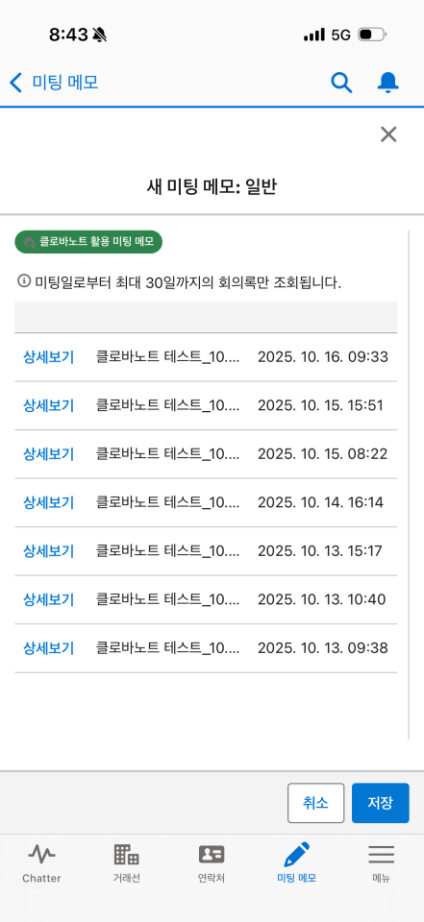 8:43
5G
미팅 메모
새 미팅 메모: 일반
클로바노트 활용 미팅 메모
미팅일로부터 최대 30일까지의 회의록만 조회됩니다.
상세보기 클로바노트 테스트_10.... 2025. 10. 16. 09:33
상세보기 클로바노트 테스트_10.... 2025. 10. 15. 15:51
상세보기 클로바노트 테스트_10.... 2025. 10. 15. 08:22
상세보기 클로바노트 테스트_10.... 2025. 10. 14. 16:14
상세보기 클로바노트 테스트_10.... 2025. 10. 13. 15:17
상세보기 클로바노트 테스트_10.... 2025. 10. 13. 10:40
상세보기 클로바노트 테스트_10.... 2025. 10. 13. 09:38
취소 저장
Chatter 거래선 연락처 미팅 메모 메뉴